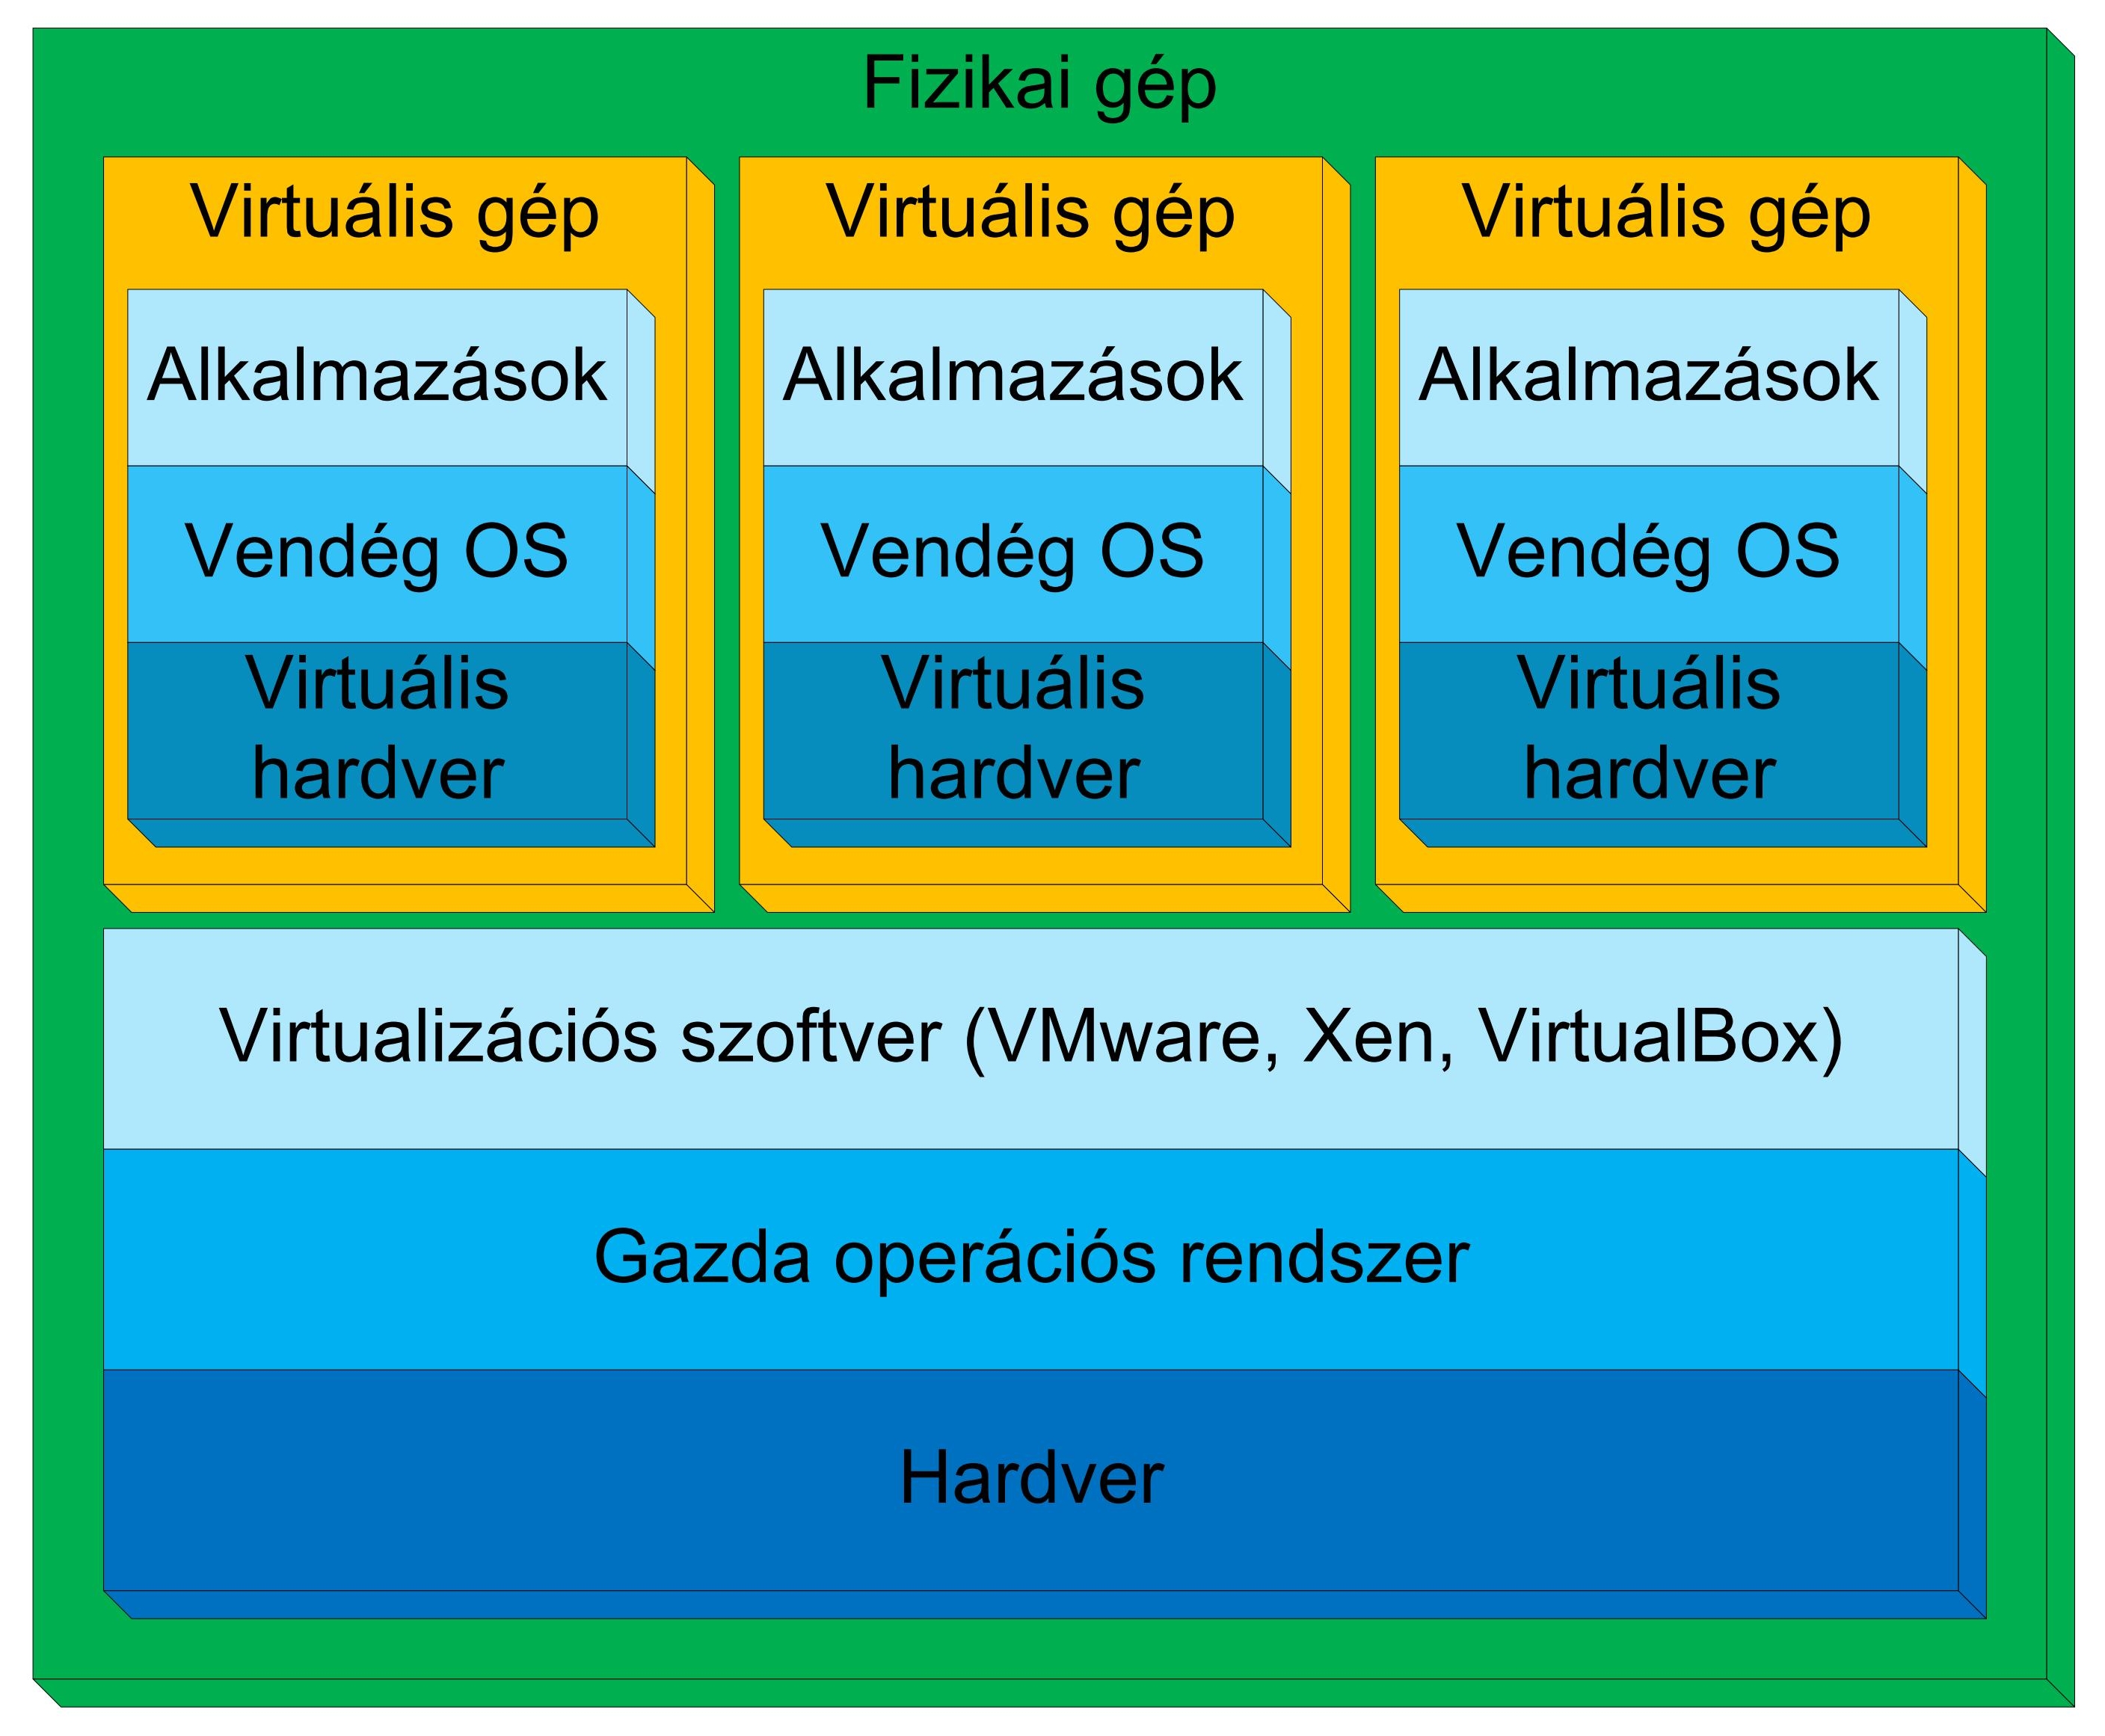 Fizikai gép
Virtuális gép
Alkalmazások
Vendég OS
Virtuális
hardver
Virtuális gép
Alkalmazások
Vendég OS
Virtuális
hardver
Virtuális gép
Alkalmazások
Vendég OS
Virtuális
hardver
Virtualizációs szoftver (VMware, Xen, VirtualBox)
Gazda operációs rendszer
Hardver